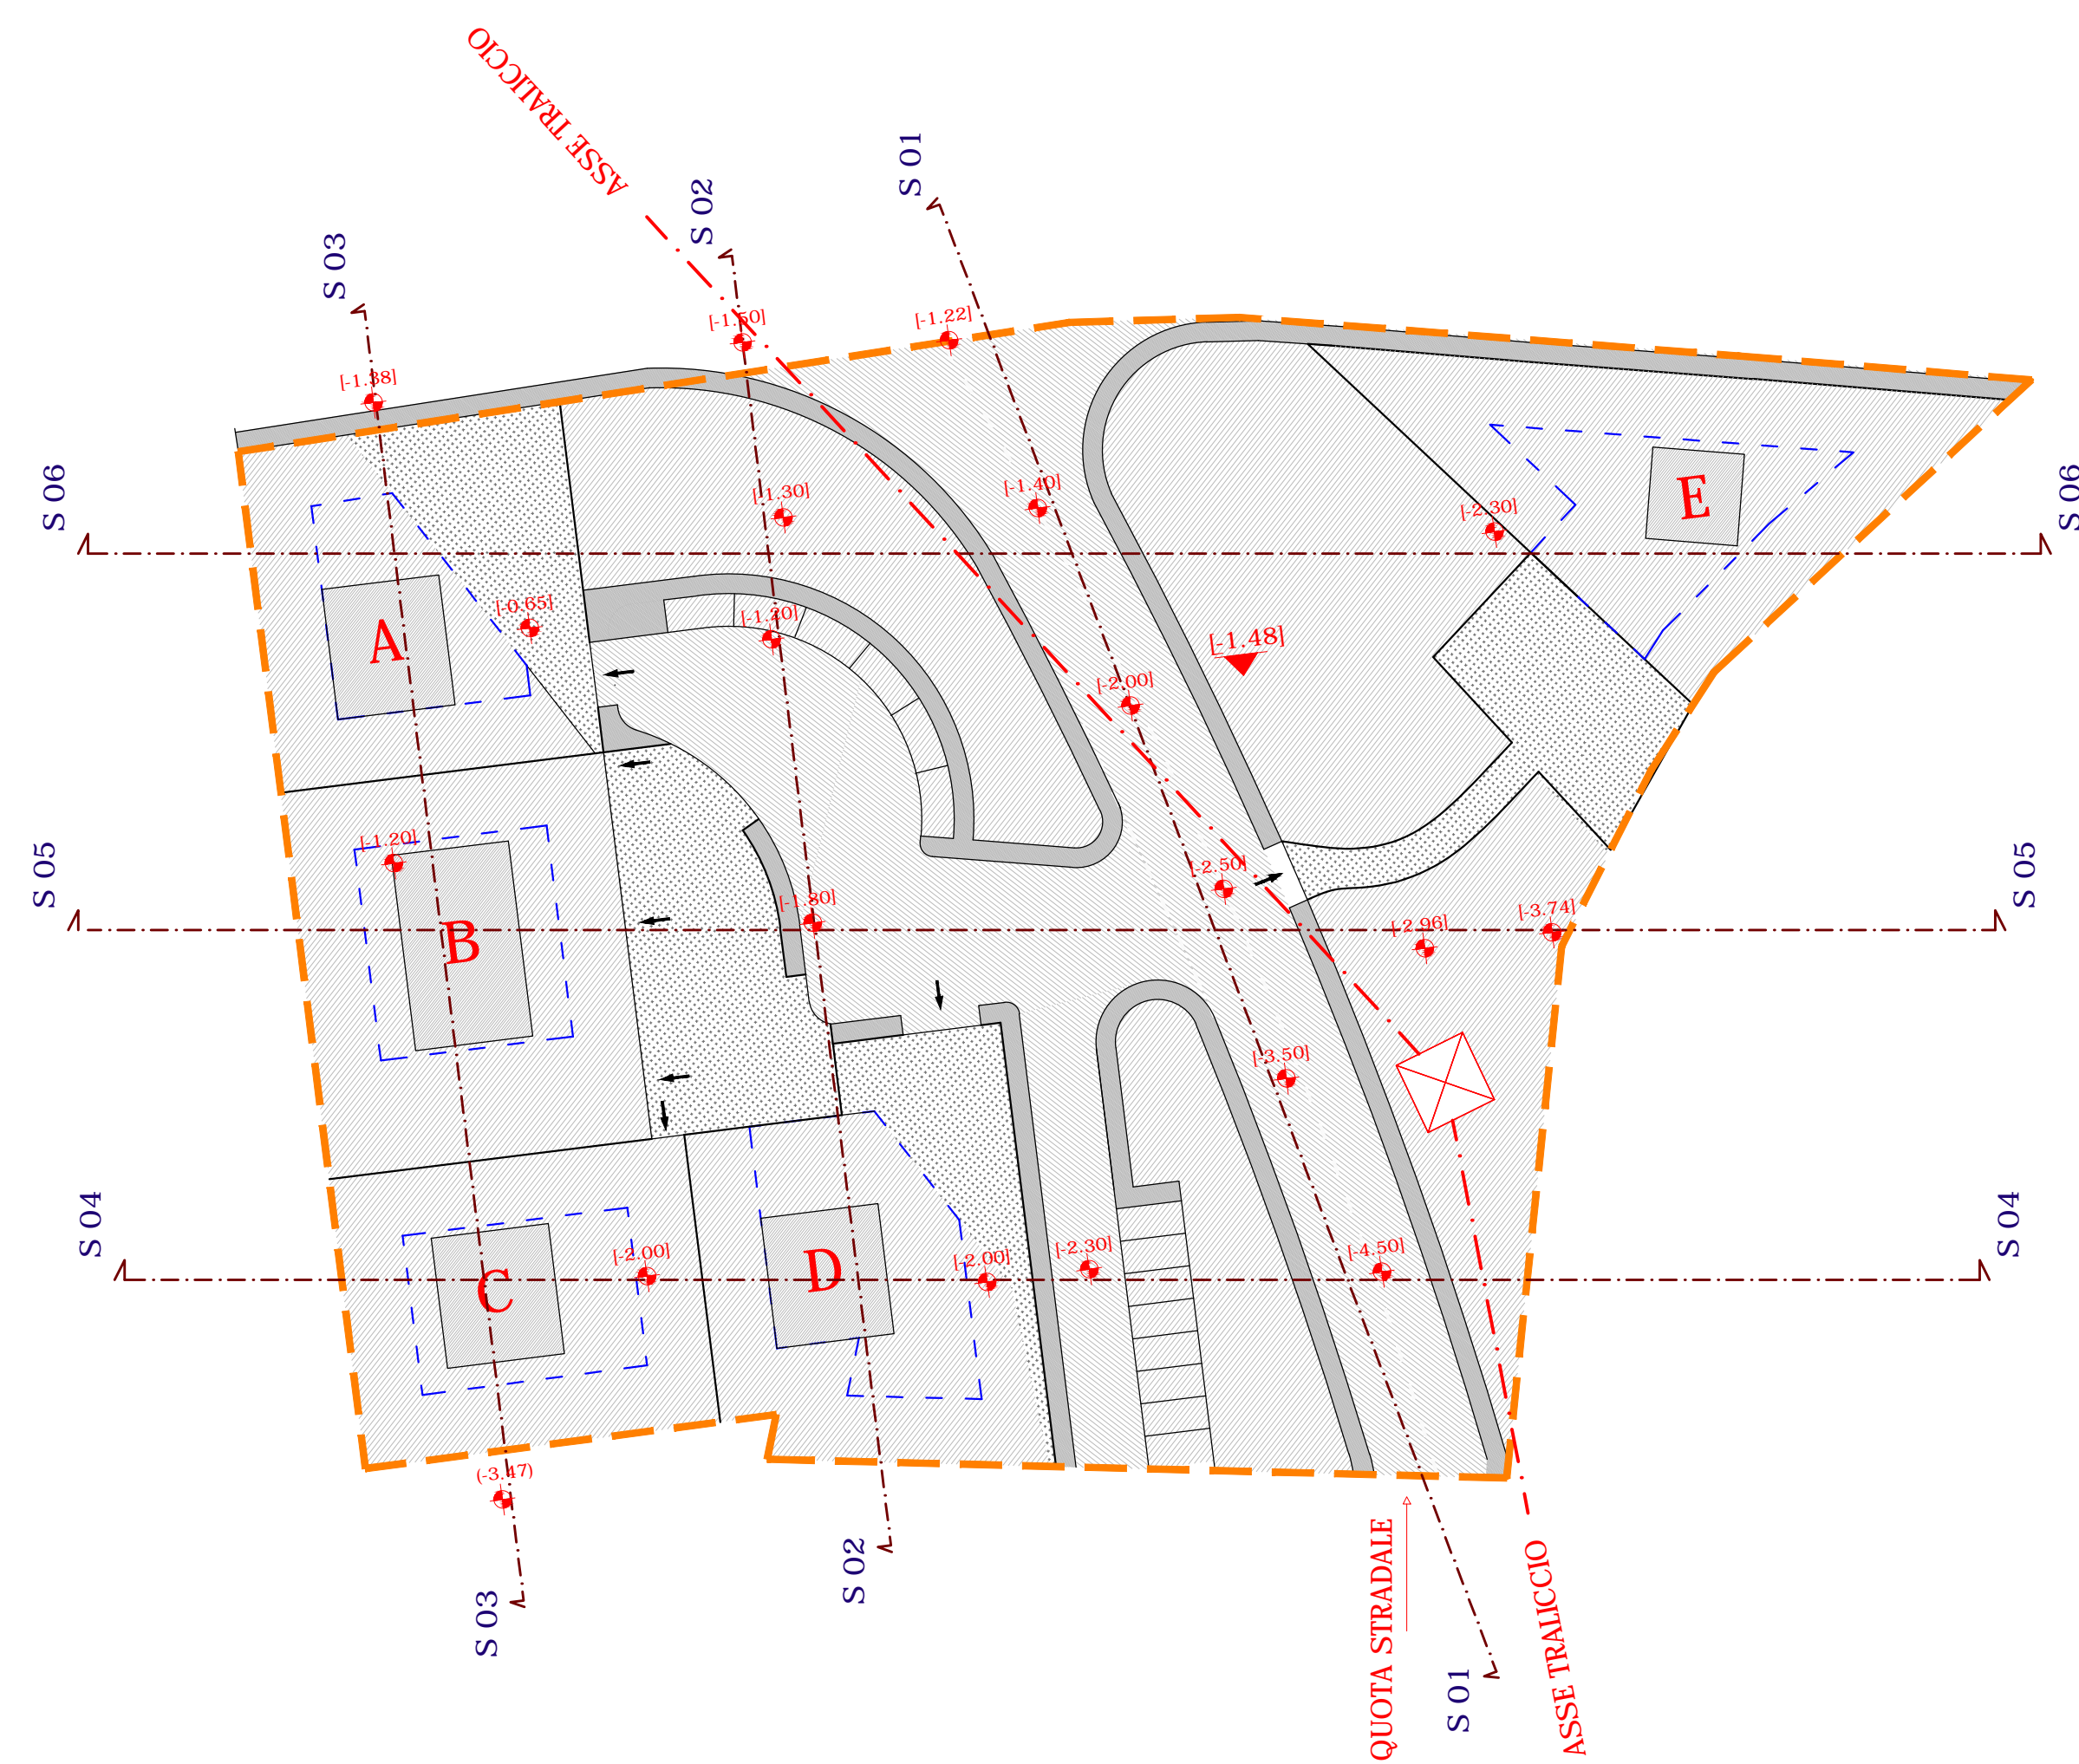 ASSE TRALICCIO
S 01
S 02
S 03
[-1.50]
[-1.22]
[-1.38]
S 06
S 06
[-1.30]
[-1.40]
[-2.30]
E
[-0.65]
[-1.20]
A
[-1.48]
[-2.00]
[-1.20]
S 05
S 05
[-2.50]
[-1.80]
[-2.96]
[-3.74]
B
[-3.50]
S 04
S 04
[-2.00]
[-2.00]
[-2.30]
[-4.50]
C
D
(-3.47)
S 03
S 02
QUOTA STRADALE
S 01
ASSE TRALICCIO